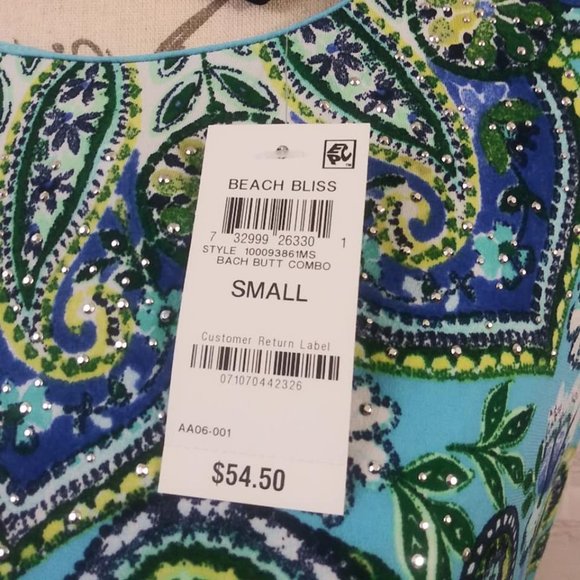 BEACH BLISS
7 32999 26330 1
STYLE 100093861MS
BACH BUTT COMBO
SMALL
Customer Return Label
071070442326
AA06-001
$54.50